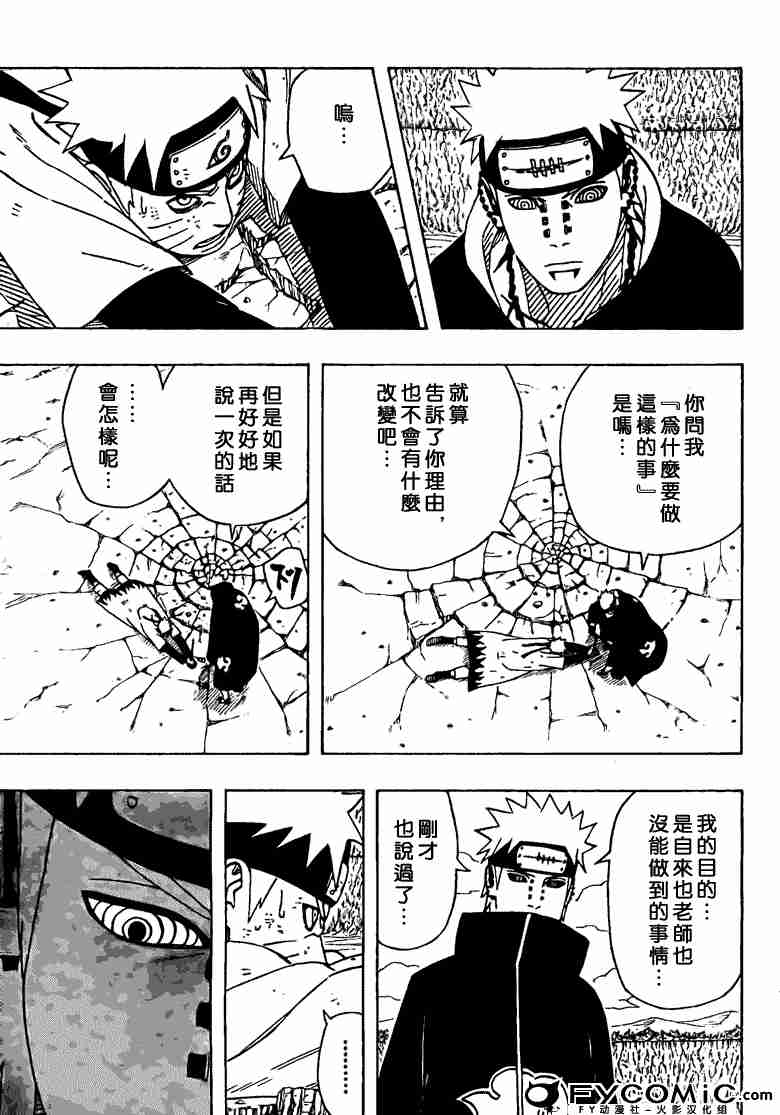 嗚…
你問我
『為什麼要做
這樣的事』
是嗎…
就算
告訴了你理由，
也不會有什麼
改變吧…
但是如果
再好好地
說一次的話
……
會怎樣呢…
我的目的…
是自來也老師也
沒能做到的事情…
剛才
也說過了…
………
FYCOMIC.com
FY动漫社-火影汉化组